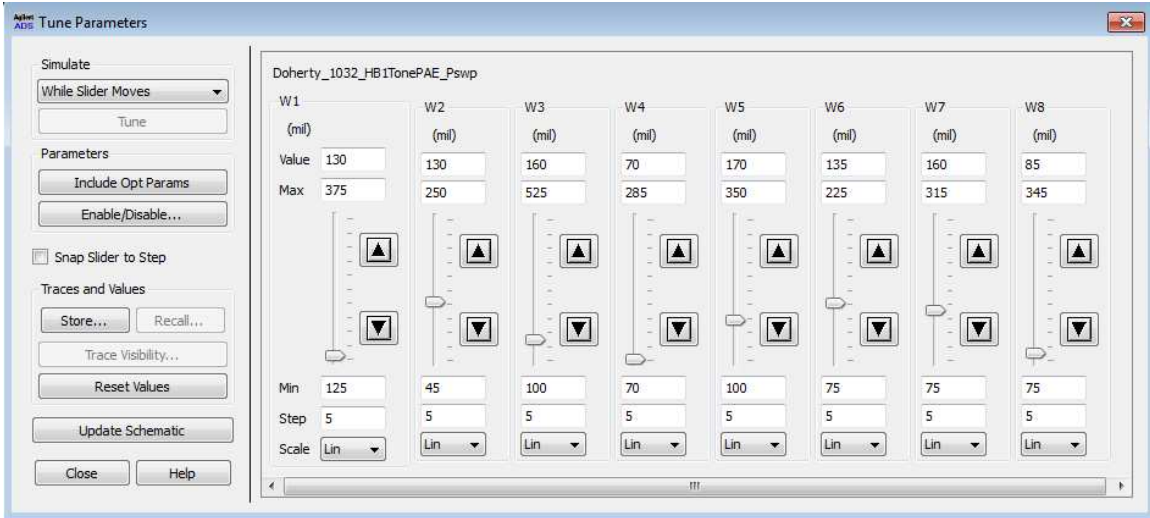 Agilent
ADS
Tune Parameters
Simulate
While Slider Moves
Tune
Parameters
Include Opt Params
Enable/Disable...
Snap Slider to Step
Traces and Values
Store... Recall...
Trace Visibility...
Reset Values
Update Schematic
Close Help
Doherty_1032_HB1TonePAE_Pswp
W1 W2 W3 W4 W5 W6 W7 W8
(mil) (mil) (mil) (mil) (mil) (mil) (mil) (mil)
Value 130 130 160 70 170 135 160 85
Max 375 250 525 285 350 225 315 345
Min 125 45 100 70 100 75 75 75
Step 5 5 5 5 5 5 5 5
Scale Lin Lin Lin Lin Lin Lin Lin Lin